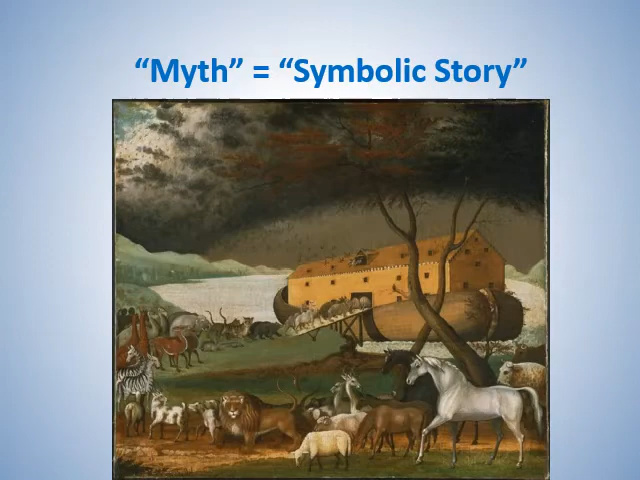 “Myth” = “Symbolic Story”